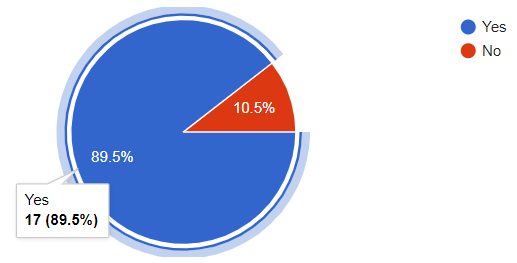 Yes
No
10.5%
89.5%
Yes
17 (89.5%)